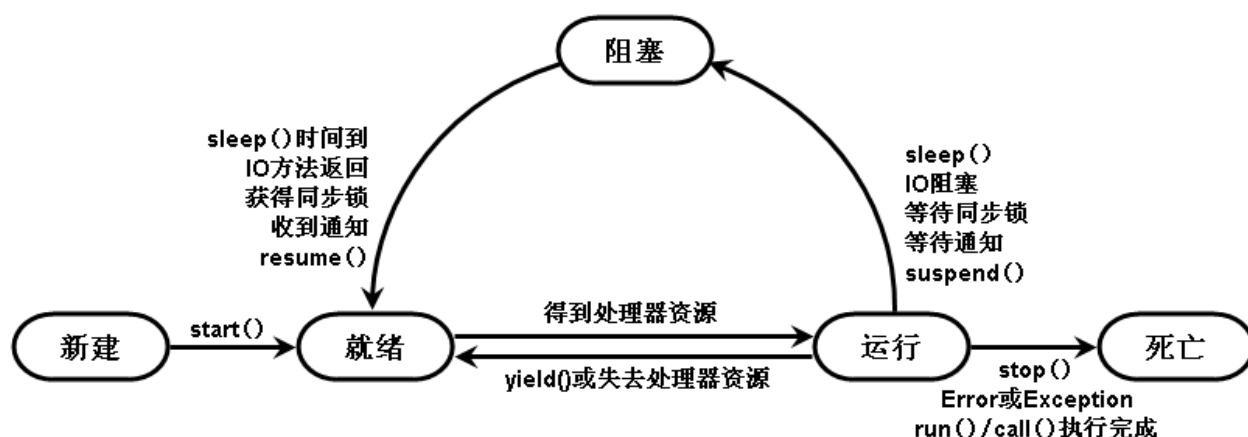 阻塞
sleep()时间到
IO方法返回
获得同步锁
收到通知
resume()
sleep()
IO阻塞
等待同步锁
等待通知
suspend()
新建
start()
就绪
得到处理器资源
yield()或失去处理器资源
运行
stop()
Error或Exception
run()/call()执行完成
死亡